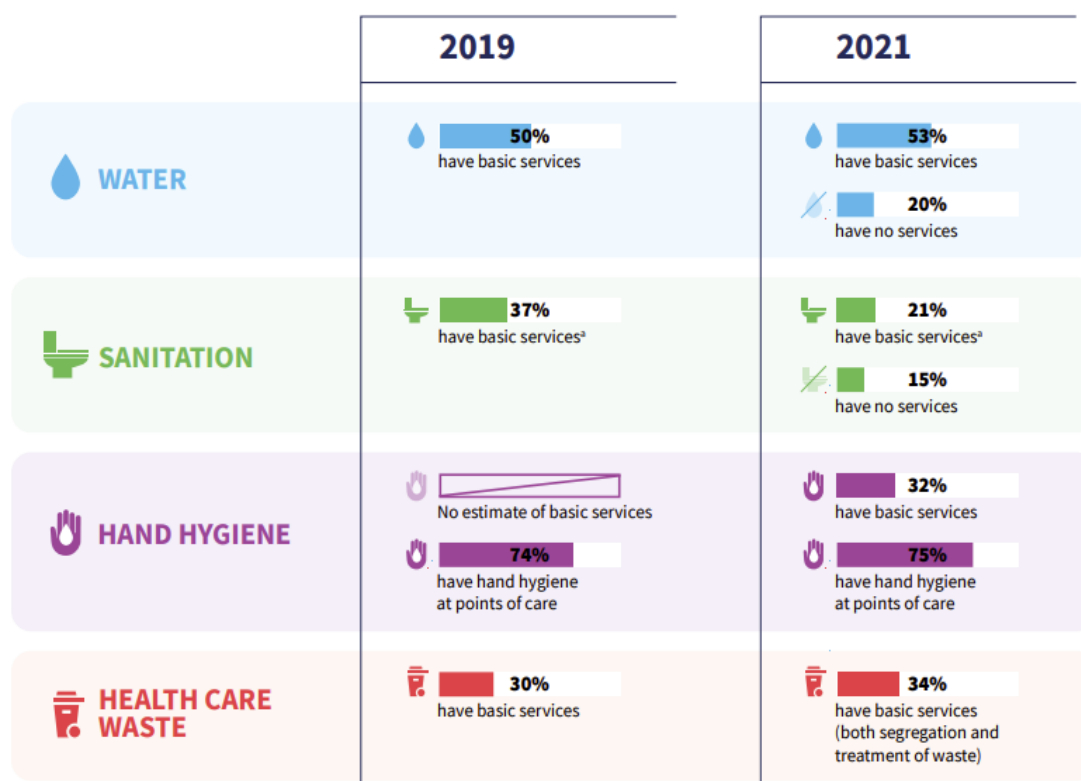 2019
2021
WATER
50%
have basic services
53%
have basic services
20%
have no services
SANITATION
37%
have basic servicesᵃ
21%
have basic servicesᵃ
15%
have no services
HAND HYGIENE
No estimate of basic services
74%
have hand hygiene
at points of care
32%
have basic services
75%
have hand hygiene
at points of care
HEALTH CARE
WASTE
30%
have basic services
34%
have basic services
(both segregation and
treatment of waste)